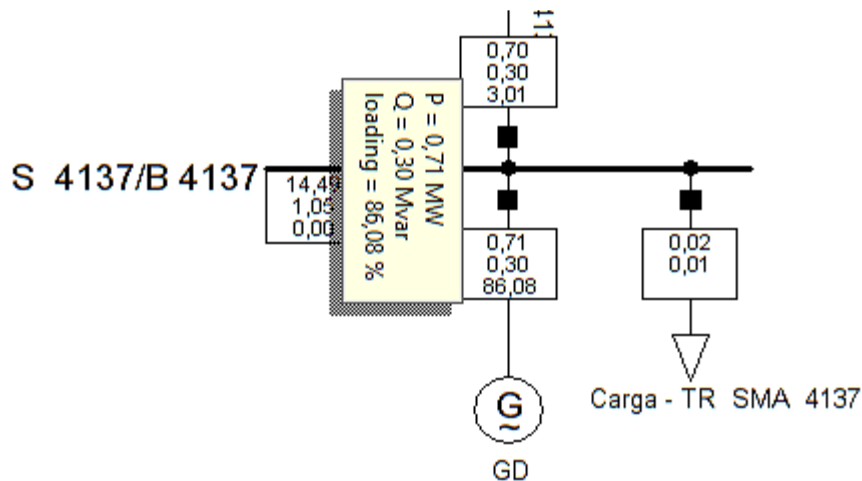 0,70
0,30
3,01
P = 0,71 MW
Q = 0,30 Mvar
loading = 86,08 %
S 4137/B 4137
1,05
0,00
0,71
0,30
86,08
0,02
0,01
G
~
GD
Carga - TR SMA 4137